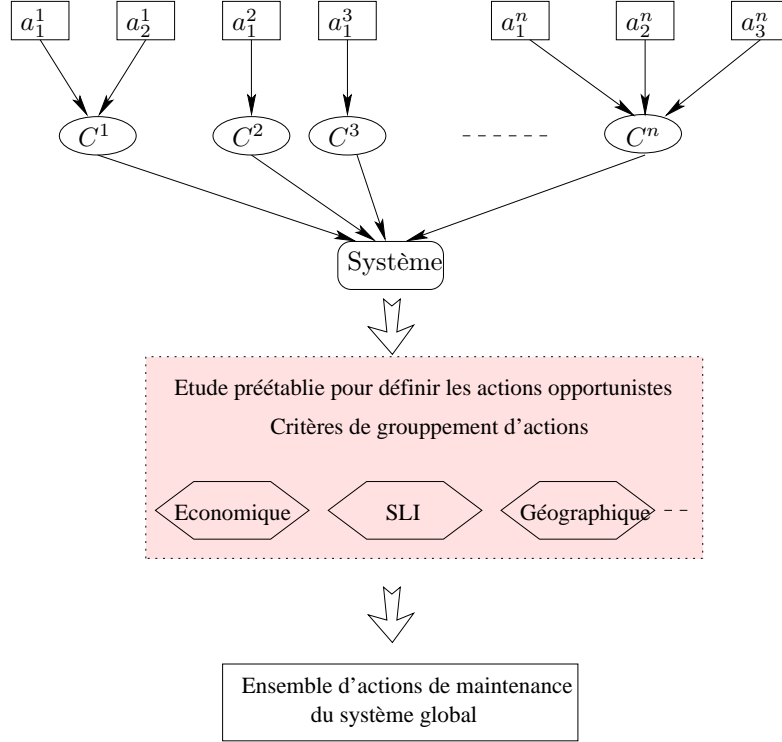 a_1^1 a_2^1 a_1^2 a_1^3 a_1^n a_2^n a_3^n
C^1 C^2 C^3 C^n
Système
Etude préétablie pour définir les actions opportunistes
Critères de grouppement d'actions
Economique SLI Géographique
Ensemble d'actions de maintenance
du système global